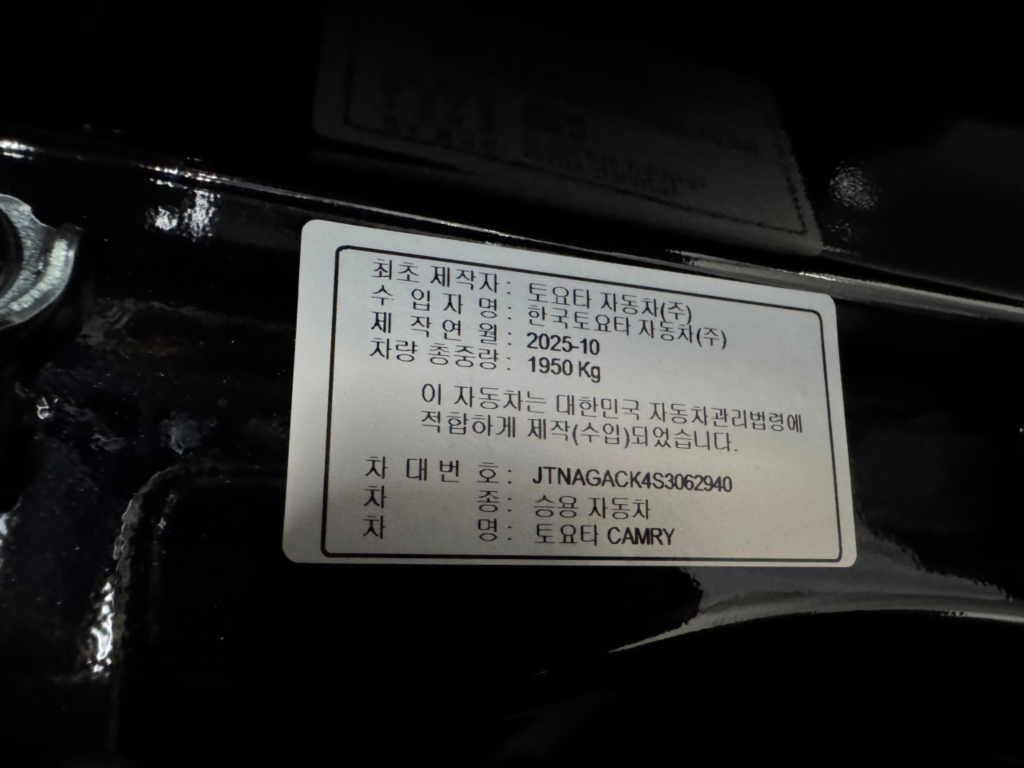 최초 제작자 : 토요타 자동차(주)
수 입 자 명 : 한국토요타 자동차(주)
제 작 연 월 : 2025-10
차량 총중량 : 1950 Kg
이 자동차는 대한민국 자동차관리법령에
적합하게 제작(수입)되었습니다.
차 대 번 호 : JTNAGACK4S3062940
차 종 : 승용 자동차
차 명 : 토요타 CAMRY